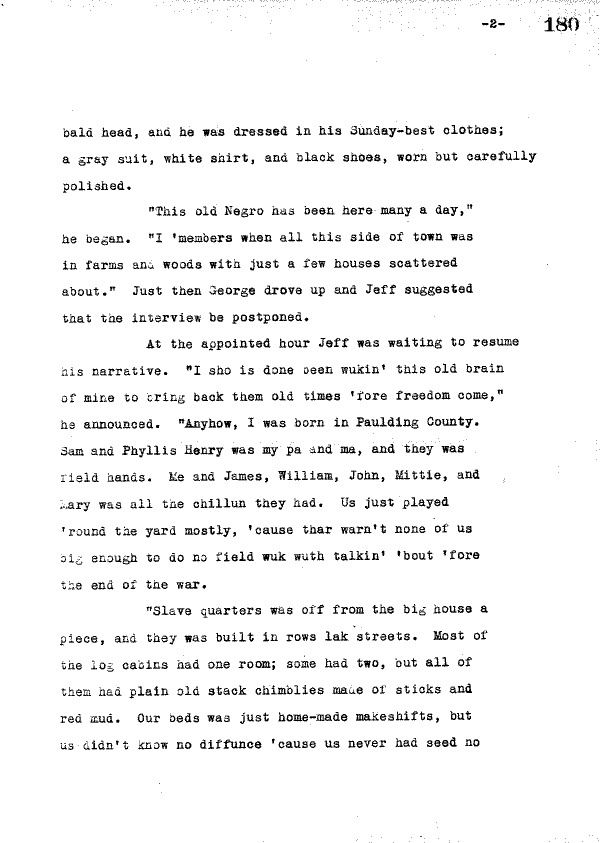 -2- 180
bald head, and he was dressed in his Sunday-best clothes;
a gray suit, white shirt, and black shoes, worn but carefully
polished.
"This old Negro has been here many a day,"
he began. "I 'members when all this side of town was
in farms and woods with just a few houses scattered
about." Just then George drove up and Jeff suggested
that the interview be postponed.
At the appointed hour Jeff was waiting to resume
his narrative. "I sho is done been wukin' this old brain
of mine to bring back them old times 'fore freedom come,"
he announced. "Anyhow, I was born in Paulding County.
Sam and Phyllis Henry was my pa and ma, and they was
field hands. Me and James, William, John, Mittie, and
Mary was all the chillun they had. Us just played
'round the yard mostly, 'cause thar warn't none of us
big enough to do no field wuk wuth talkin' 'bout 'fore
the end of the war.
"Slave quarters was off from the big house a
piece, and they was built in rows lak streets. Most of
the log cabins had one room; some had two, but all of
them had plain old stack chimblies made of sticks and
red mud. Our beds was just home-made makeshifts, but
us didn't know no diffunce 'cause us never had seed no